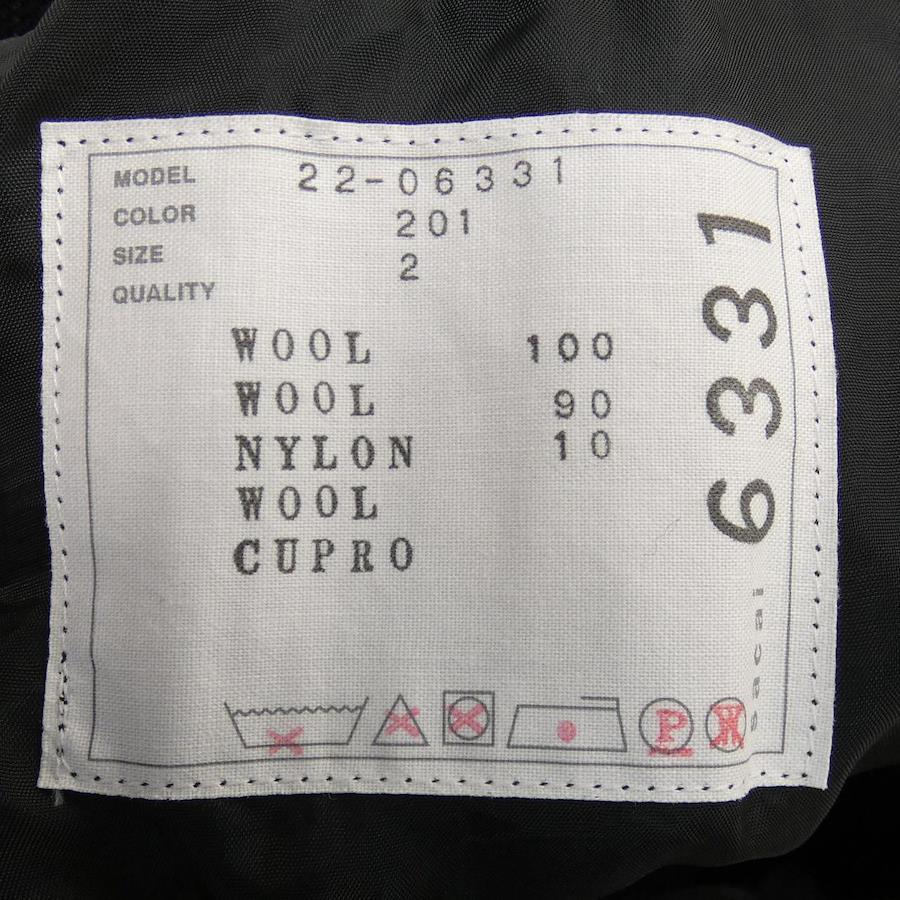 MODEL 22-06331
COLOR 201
SIZE 2
QUALITY
WOOL 100
WOOL 90
NYLON 10
WOOL
CUPRO
6331
sacai
P
W